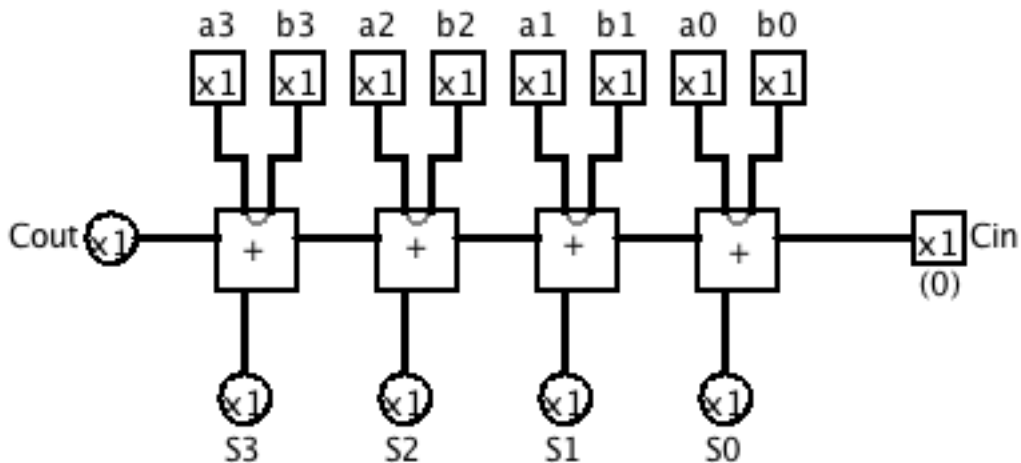 a3 b3 a2 b2 a1 b1 a0 b0
x1 x1 x1 x1 x1 x1 x1 x1
Cout x1 + + + + x1 Cin
(0)
x1 x1 x1 x1
S3 S2 S1 S0